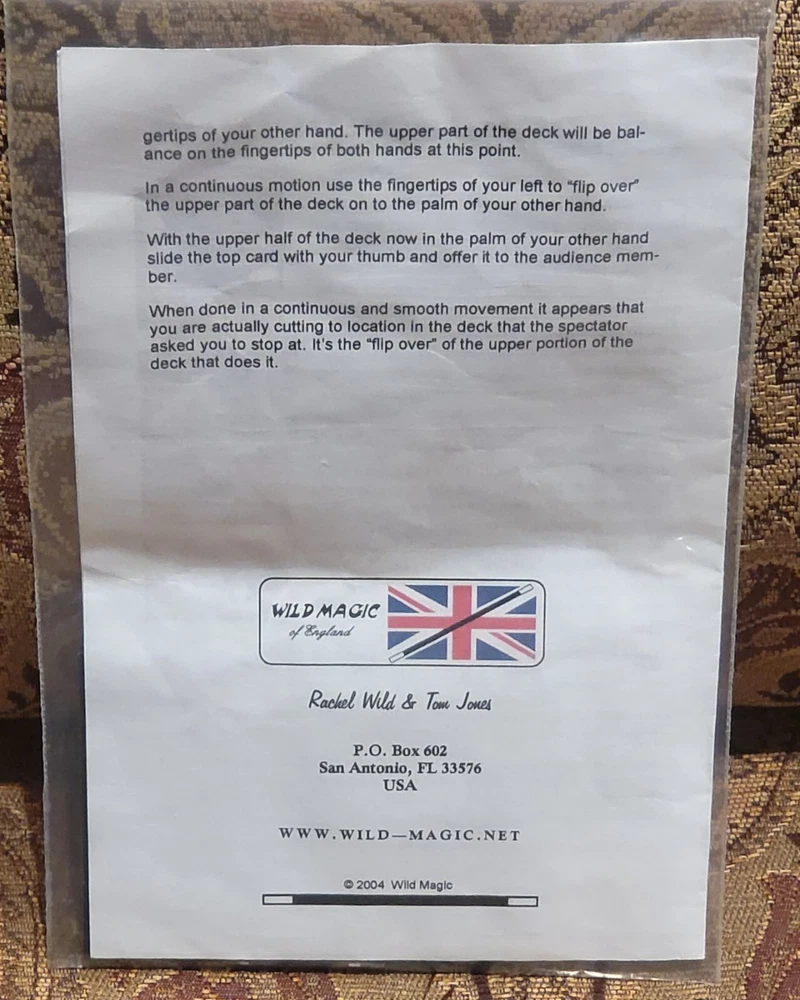 gertips of your other hand. The upper part of the deck will be bal-
ance on the fingertips of both hands at this point.
In a continuous motion use the fingertips of your left to "flip over"
the upper part of the deck on to the palm of your other hand.
With the upper half of the deck now in the palm of your other hand
slide the top card with your thumb and offer it to the audience mem-
ber.
When done in a continuous and smooth movement it appears that
you are actually cutting to location in the deck that the spectator
asked you to stop at. It's the "flip over" of the upper portion of the
deck that does it.
WILD MAGIC
of England
Rachel Wild & Tom Jones
P.O. Box 602
San Antonio, FL 33576
USA
WWW.WILD—MAGIC.NET
© 2004 Wild Magic